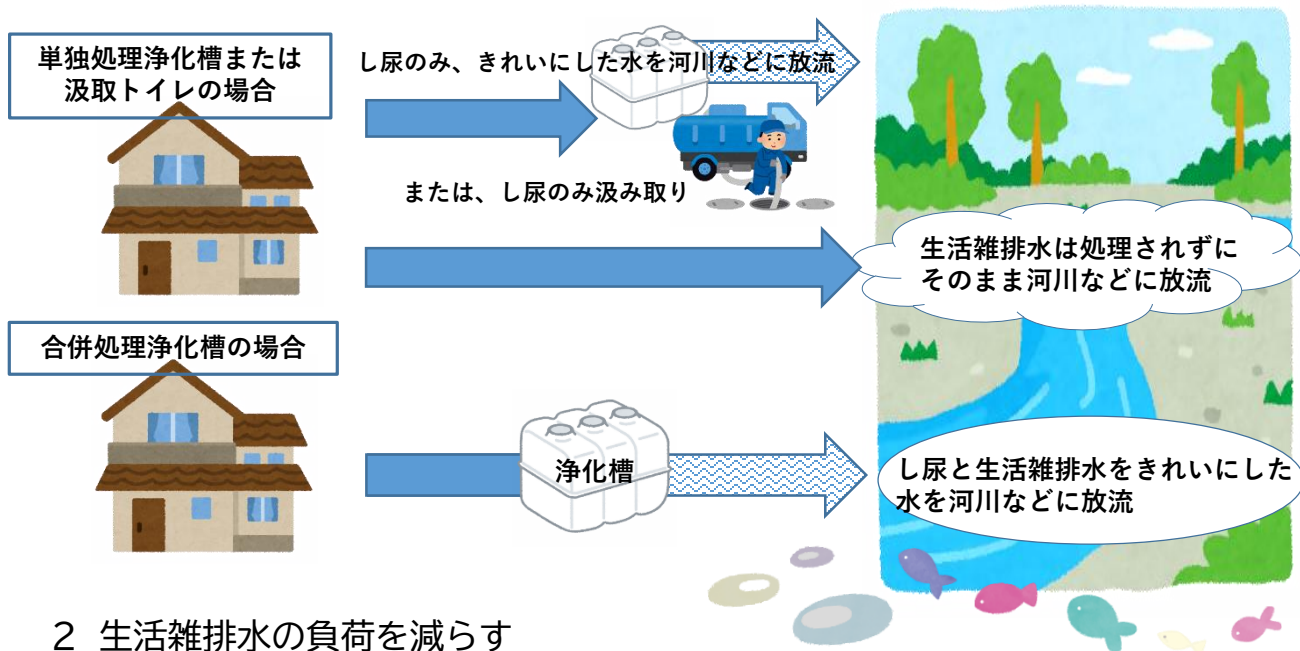 単独処理浄化槽または
汲取トイレの場合
し尿のみ、きれいにした水を河川などに放流
または、し尿のみ汲み取り
生活雑排水は処理されずに
そのまま河川などに放流
合併処理浄化槽の場合
浄化槽
し尿と生活雑排水をきれいにした
水を河川などに放流
2 生活雑排水の負荷を減らす